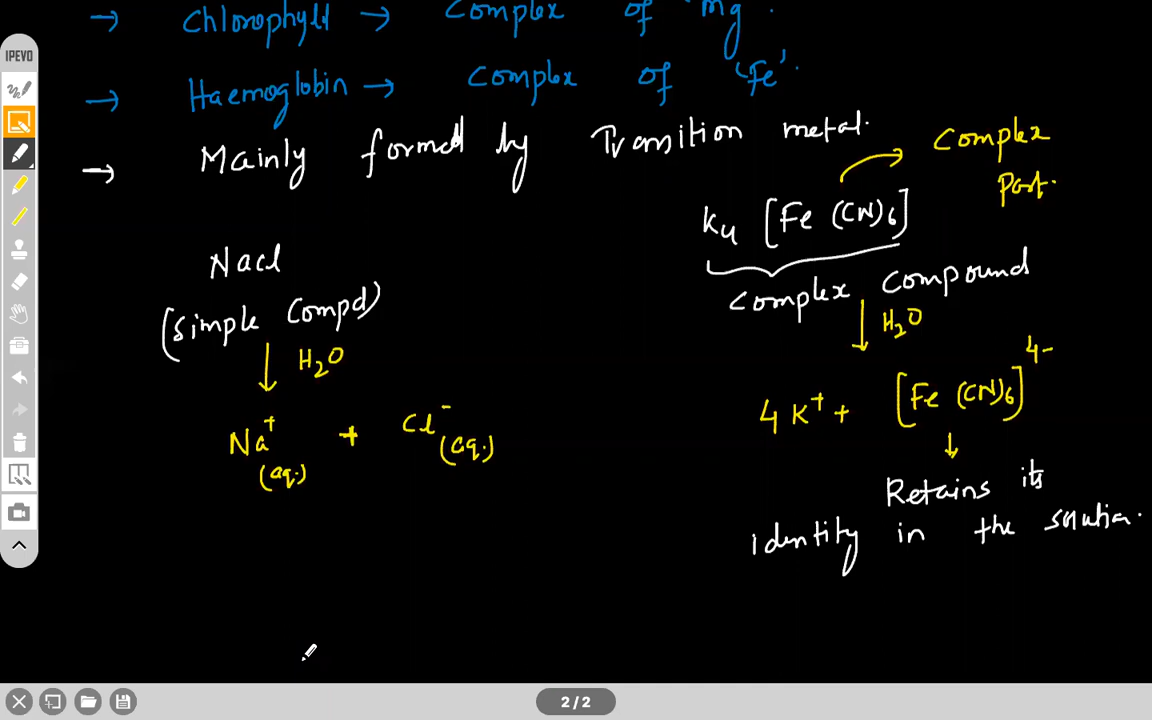 → Chlorophyll → Complex of 'Mg'.
→ Haemoglobin → Complex of 'Fe'.
→ Mainly formed by Transition metal.
Complex
part.
K₄ [Fe (CN)₆]
Complex Compound
H₂O
4 K⁺ + [Fe (CN)₆]⁴⁻
Retains its
identity in the solution.
NaCl
(Simple Compd)
H₂O
Na⁺(aq.) + Cl⁻(aq.)
IPEVO
2/2